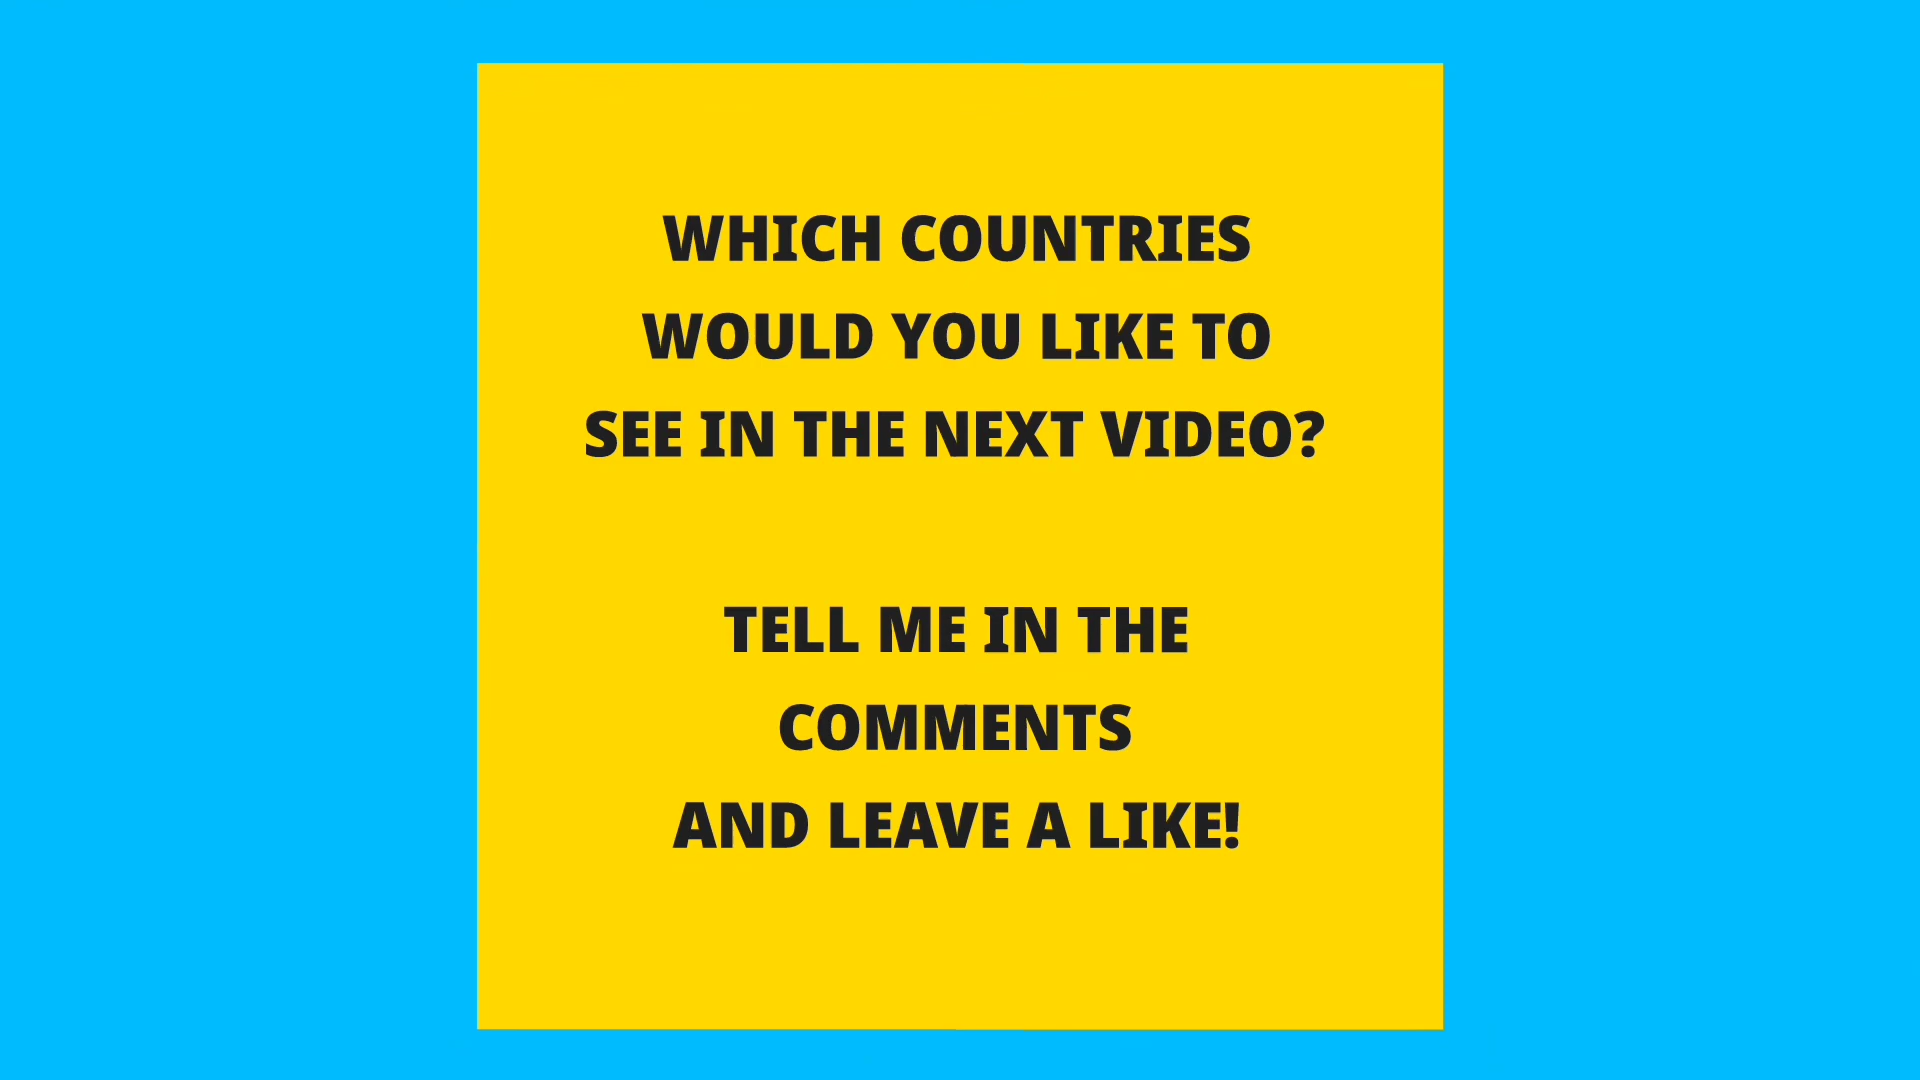 WHICH COUNTRIES
WOULD YOU LIKE TO
SEE IN THE NEXT VIDEO?
TELL ME IN THE
COMMENTS
AND LEAVE A LIKE!